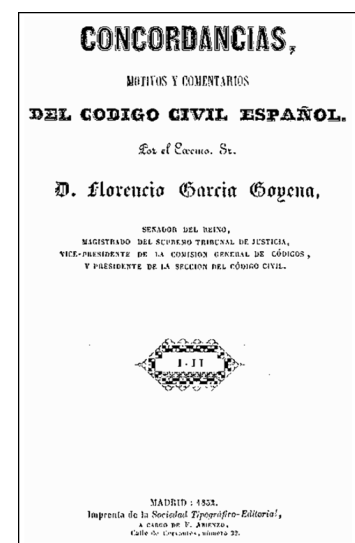 CONCORDANCIAS,
MOTIVOS Y COMENTARIOS
DEL CODIGO CIVIL ESPAÑOL.
Por el Excmo. Sr.
D. Florencio Garcia Goyena,
SENADOR DEL REINO,
MAGISTRADO DEL SUPREMO TRIBUNAL DE JUSTICIA,
VICE-PRESIDENTE DE LA COMISION GENERAL DE CÓDIGOS,
Y PRESIDENTE DE LA SECCION DEL CÓDIGO CIVIL.
I-II
MADRID: 1852.
Imprenta de la Sociedad Tipográfico-Editorial,
A CARGO DE F. ABIENZO,
Calle de Cervantes, número 32.